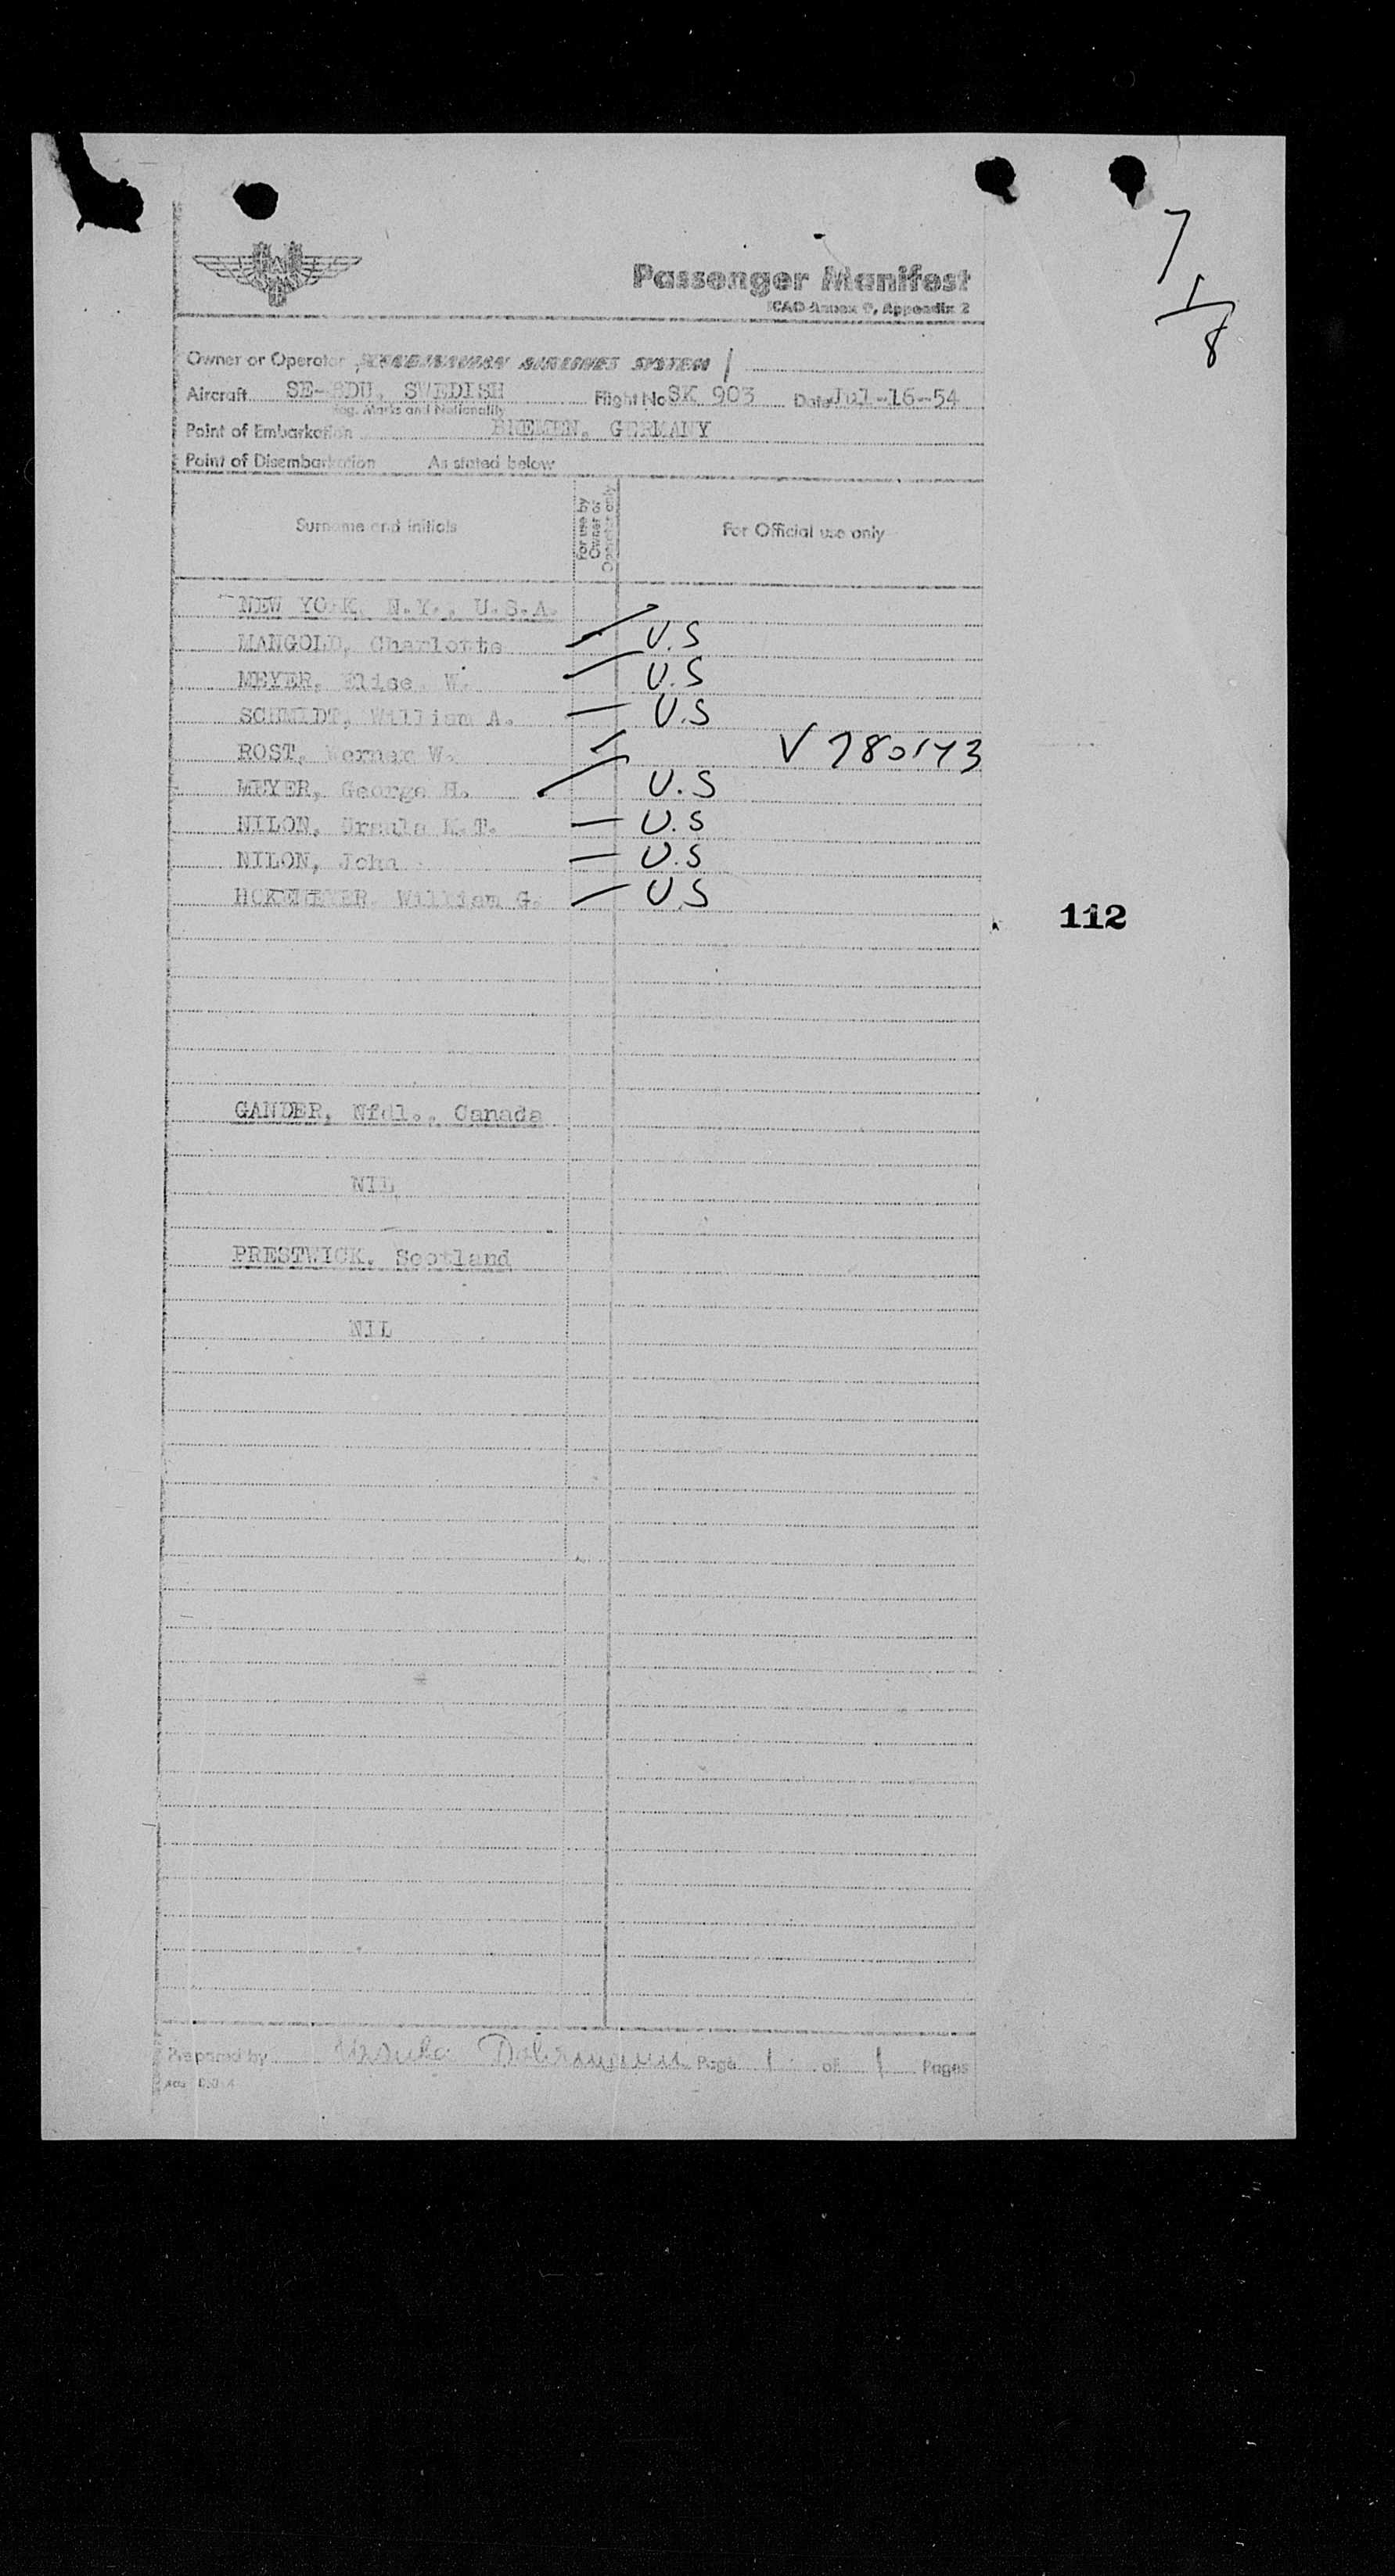 7
1
8
Passenger Manifest
ICAO Annex 9, Appendix 2
Owner or Operator SCANDINAVIAN AIRLINES SYSTEM
Aircraft SE- SWEDISH Flight No SK 903 Date Jul-16-54
Reg. Marks and Nationality
Point of Embarkation BREMEN, GERMANY
Point of Disembarkation As stated below
Surname and initials
For use by Owner or Operator only
For Official use only
NEW YORK, N.Y., U.S.A.
MANGOLD, Charlotte U.S
MEYER, Elise W. U.S
SCHMIDT, William A. U.S
ROST, Werner W. V 780143
MEYER, George H. U.S
NILON, Ursula K.T. U.S
NILON, John U.S
William G. U.S
112
GANDER, Nfdl., Canada
NIL
PRESTWICK, Scotland
NIL
Prepared by Ursula Page 1 of 1 Pages